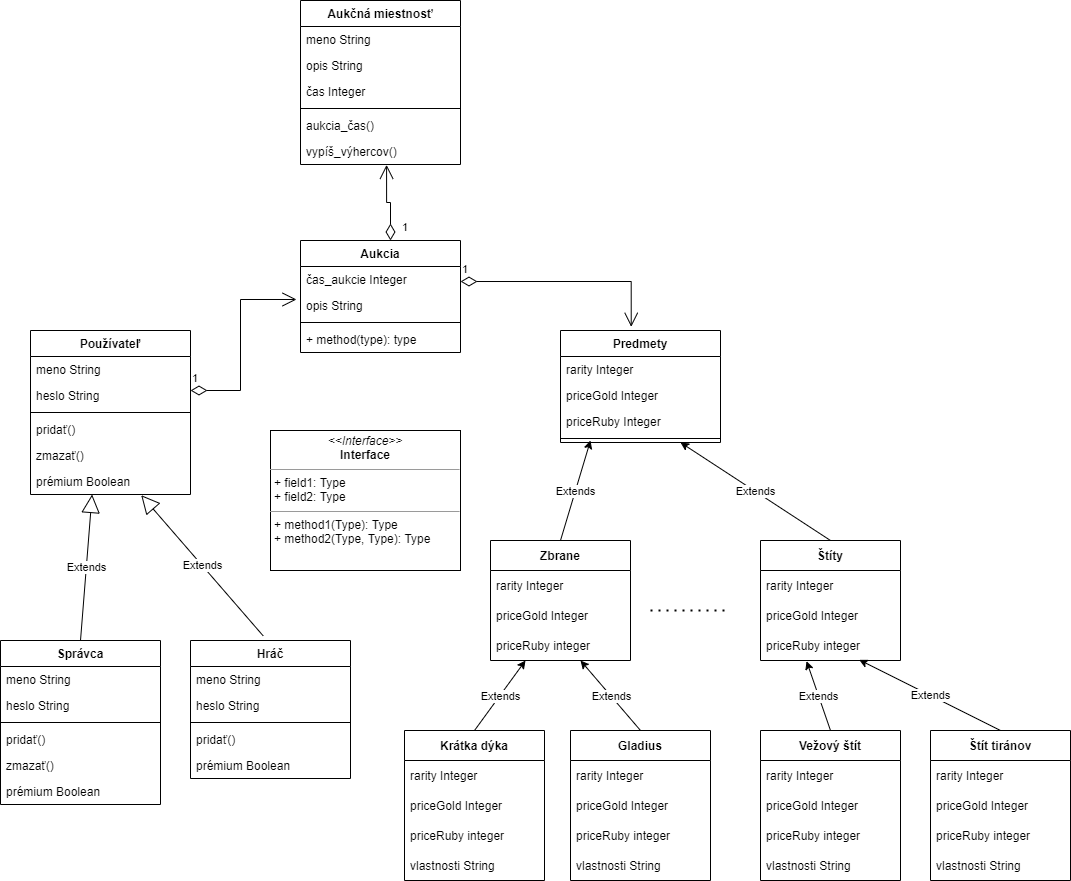 Aukčná miestnosť
meno String
opis String
čas Integer
aukcia_čas()
vypíš_výhercov()
1
Aukcia
čas_aukcie Integer
opis String
+ method(type): type
1
Používateľ
meno String
heslo String
pridať()
zmazať()
prémium Boolean
1
Predmety
rarity Integer
priceGold Integer
priceRuby Integer
<<Interface>>
Interface
+ field1: Type
+ field2: Type
+ method1(Type): Type
+ method2(Type, Type): Type
Extends
Extends
Extends
Extends
Zbrane
rarity Integer
priceGold Integer
priceRuby integer
..........
Štíty
rarity Integer
priceGold Integer
priceRuby integer
Správca
meno String
heslo String
pridať()
zmazať()
prémium Boolean
Hráč
meno String
heslo String
pridať()
prémium Boolean
Extends
Extends
Extends
Extends
Krátka dýka
rarity Integer
priceGold Integer
priceRuby integer
vlastnosti String
Gladius
rarity Integer
priceGold Integer
priceRuby integer
vlastnosti String
Vežový štít
rarity Integer
priceGold Integer
priceRuby integer
vlastnosti String
Štít tiránov
rarity Integer
priceGold Integer
priceRuby integer
vlastnosti String